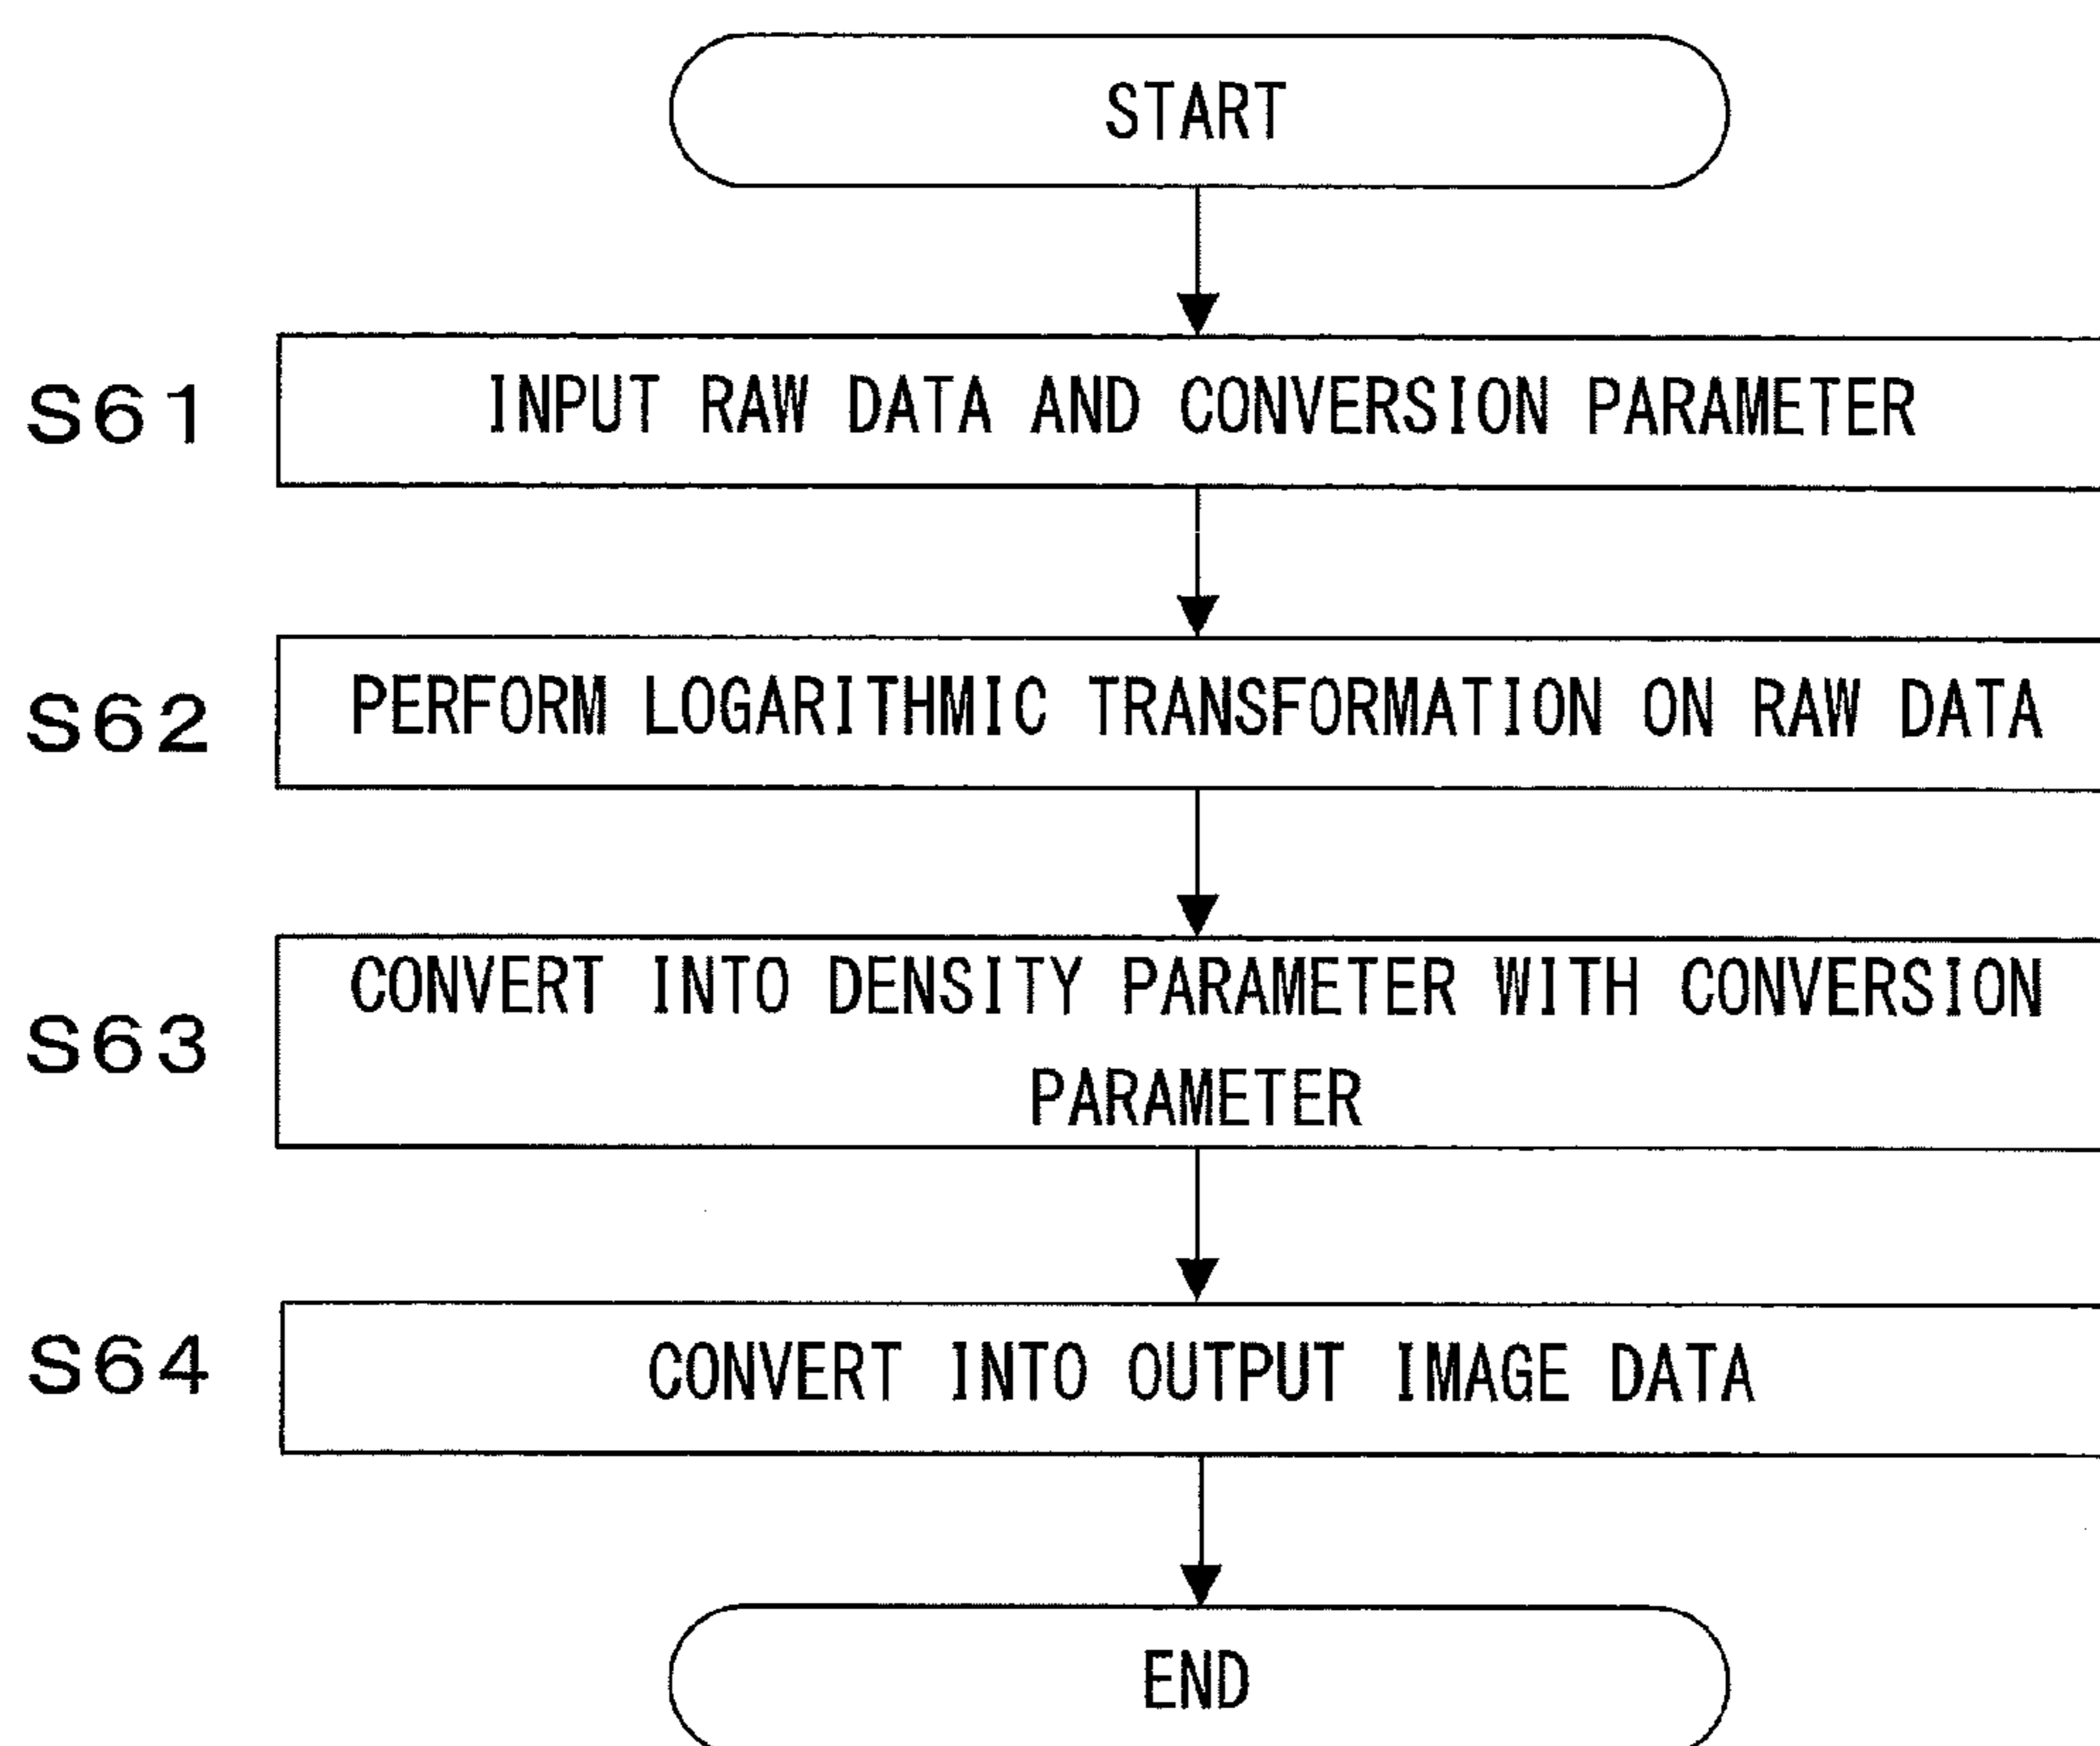 START
S61 INPUT RAW DATA AND CONVERSION PARAMETER
S62 PERFORM LOGARITHMIC TRANSFORMATION ON RAW DATA
S63 CONVERT INTO DENSITY PARAMETER WITH CONVERSION
PARAMETER
S64 CONVERT INTO OUTPUT IMAGE DATA
END